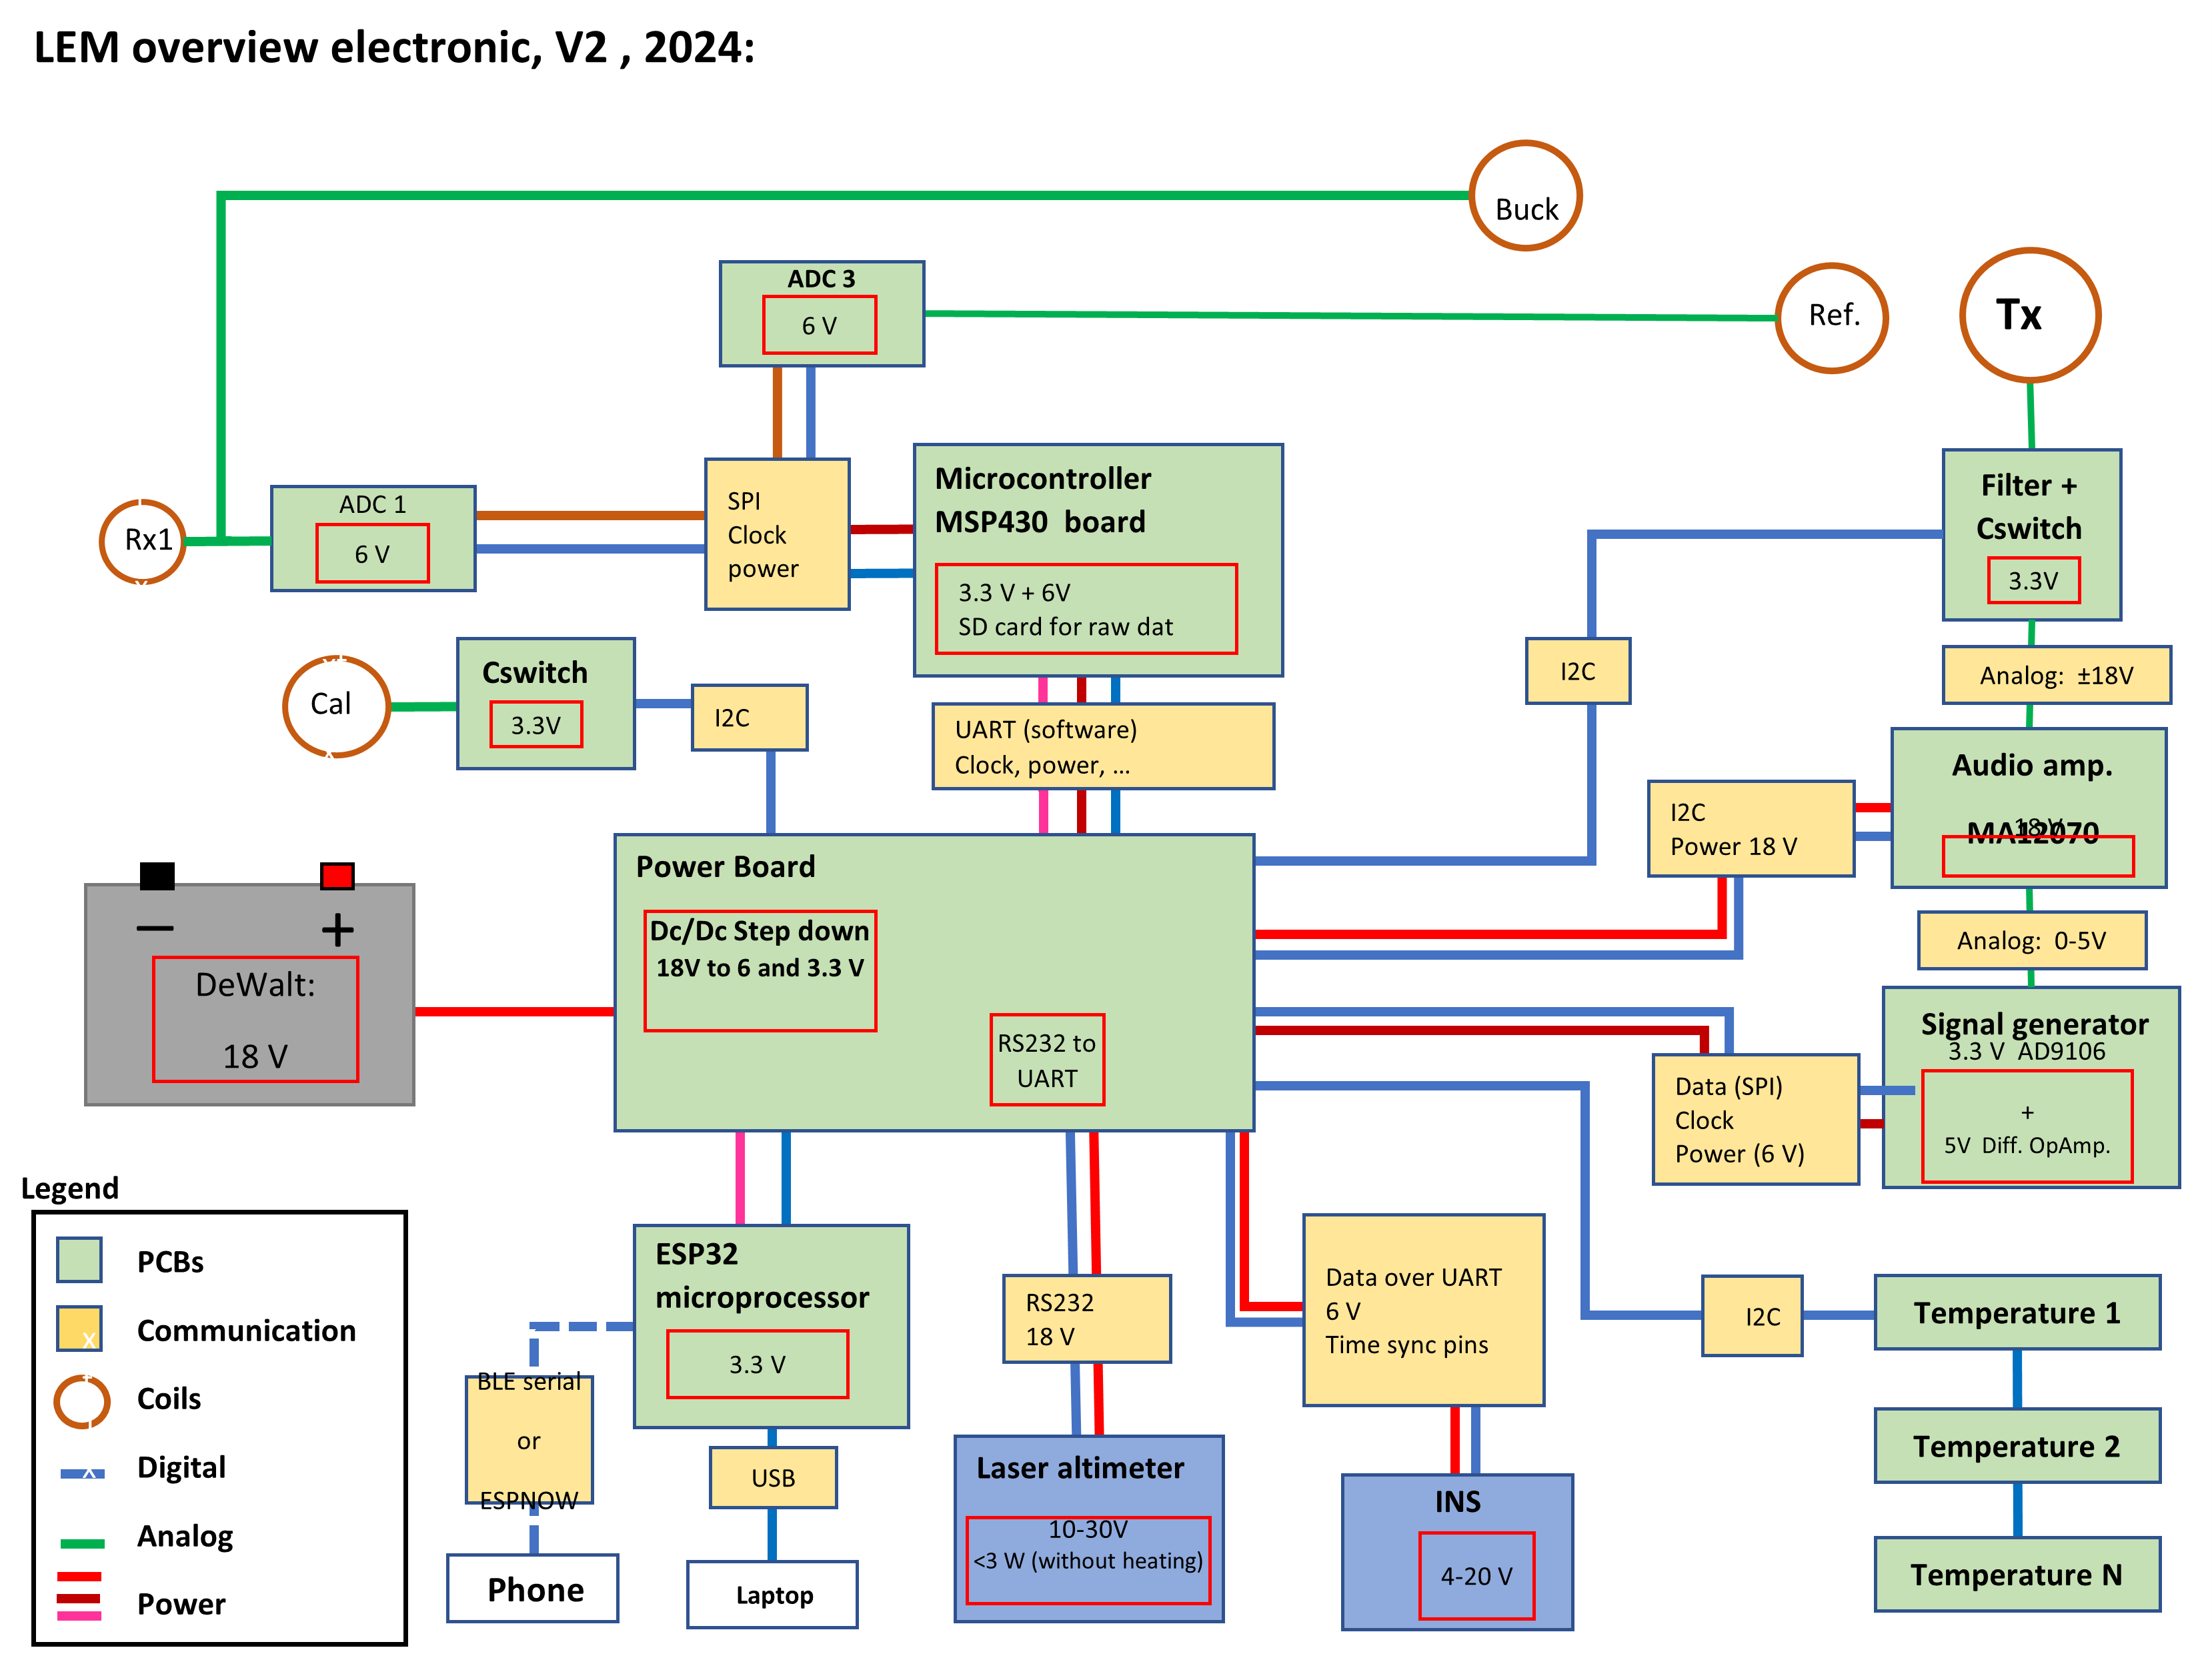 LEM overview electronic, V2 , 2024:
Buck
ADC 3
6 V
Ref.
Tx
ADC 1
6 V
Rx1
SPI
Clock
power
Microcontroller
MSP430  board
3.3 V + 6V
SD card for raw dat
Filter +
Cswitch
3.3V
Cal
Cswitch
3.3V
I2C
UART (software)
Clock, power, ...
I2C
Analog:  ±18V
Audio amp.
MA12070
18 V
I2C
Power 18 V
Power Board
Dc/Dc Step down
18V to 6 and 3.3 V
RS232 to
UART
DeWalt:
18 V
Analog:  0-5V
Signal generator
3.3 V  AD9106
+
5V  Diff. OpAmp.
Data (SPI)
Clock
Power (6 V)
Legend
PCBs
Communication
x
Coils
Digital
Analog
Power
ESP32
microprocessor
3.3 V
BLE serial
or
ESPNOW
USB
Phone
Laptop
RS232
18 V
Laser altimeter
10-30V
<3 W (without heating)
Data over UART
6 V
Time sync pins
INS
4-20 V
I2C
Temperature 1
Temperature 2
Temperature N